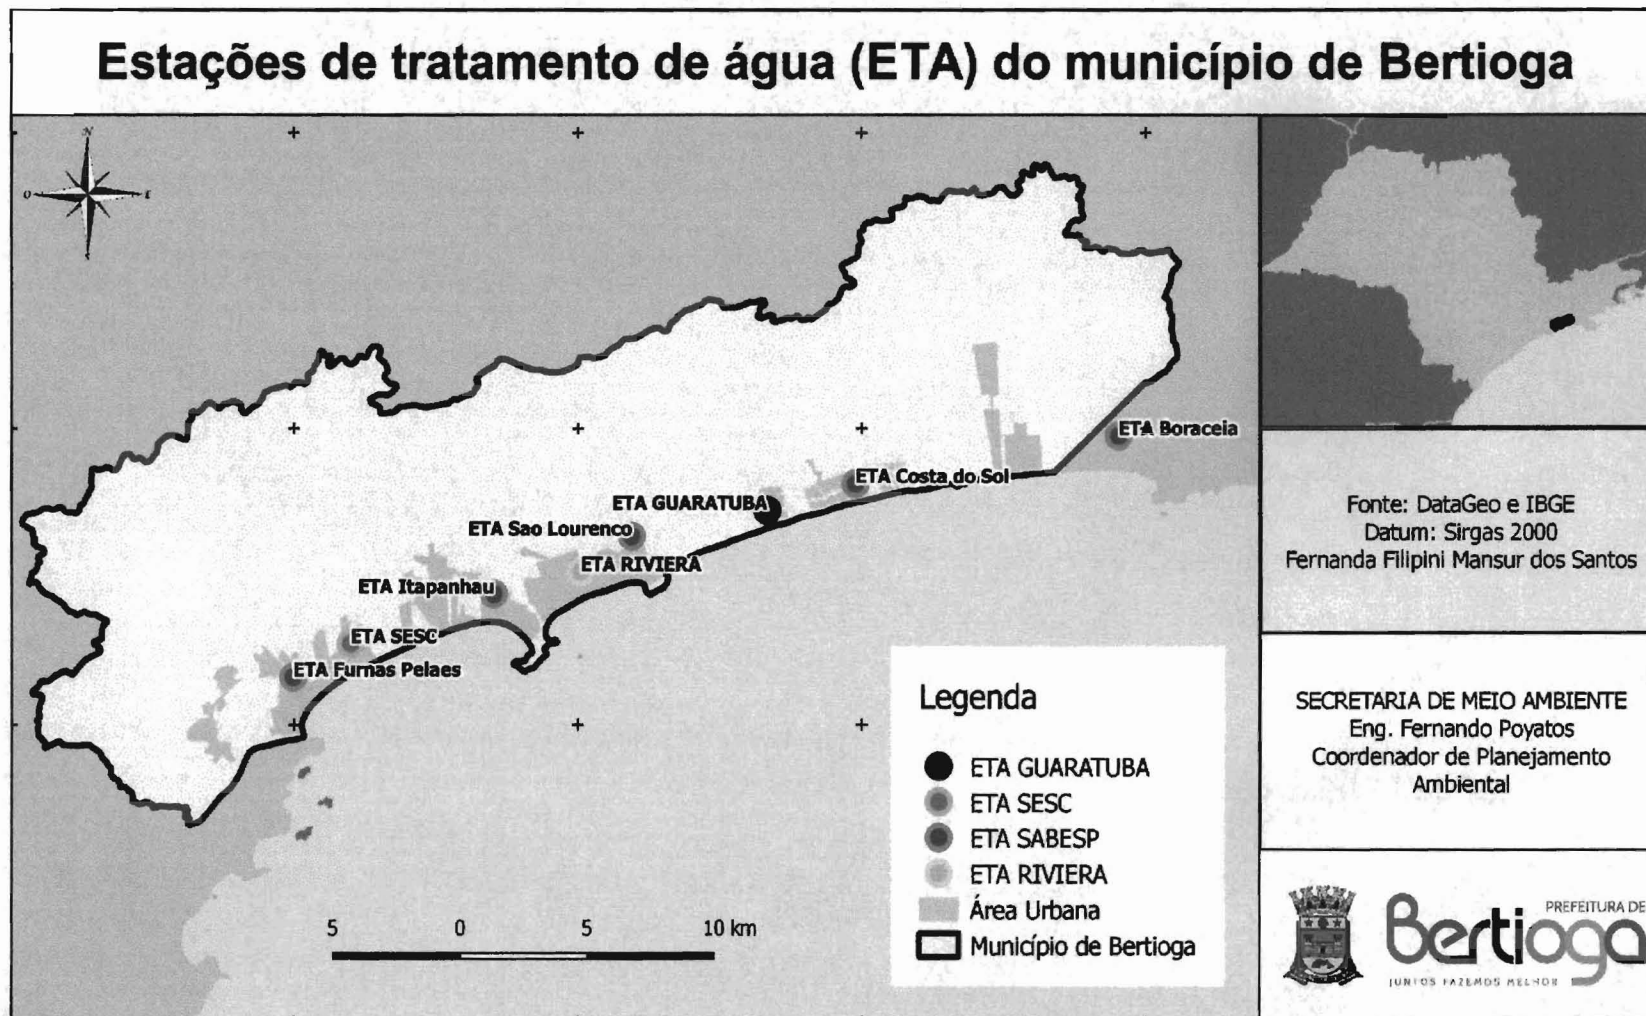 Estações de tratamento de água (ETA) do município de Bertioga
N
O
E
S
ETA Boraceia
ETA Costa do Sol
ETA GUARATUBA
ETA Sao Lourenco
ETA RIVIERA
ETA Itapanhau
ETA SESC
ETA Furnas Pelaes
Legenda
ETA GUARATUBA
ETA SESC
ETA SABESP
ETA RIVIERA
Área Urbana
Município de Bertioga
5 0 5 10 km
Fonte: DataGeo e IBGE
Datum: Sirgas 2000
Fernanda Filipini Mansur dos Santos
SECRETARIA DE MEIO AMBIENTE
Eng. Fernando Poyatos
Coordenador de Planejamento
Ambiental
PREFEITURA DE
Bertioga
JUNTOS FAZEMOS MELHOR